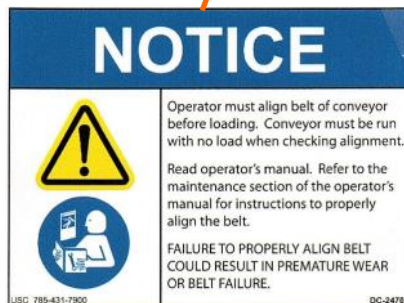 NOTICE
Operator must align belt of conveyor
before loading. Conveyor must be run
with no load when checking alignment.
Read operator's manual. Refer to the
maintenance section of the operator's
manual for instructions to properly
align the belt.
FAILURE TO PROPERLY ALIGN BELT
COULD RESULT IN PREMATURE WEAR
OR BELT FAILURE.
USC 785-431-7900
DC-2478